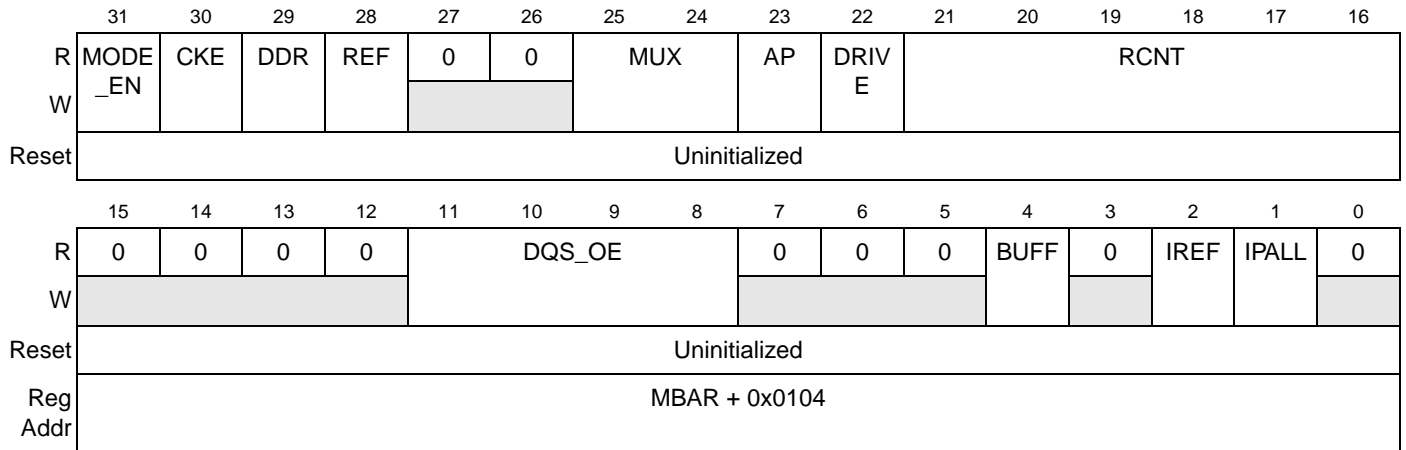 31 30 29 28 27 26 25 24 23 22 21 20 19 18 17 16
R MODE CKE DDR REF 0 0 MUX AP DRIV RCNT
_EN E
W
Reset Uninitialized
15 14 13 12 11 10 9 8 7 6 5 4 3 2 1 0
R 0 0 0 0 DQS_OE 0 0 0 BUFF 0 IREF IPALL 0
W
Reset Uninitialized
Reg MBAR + 0x0104
Addr